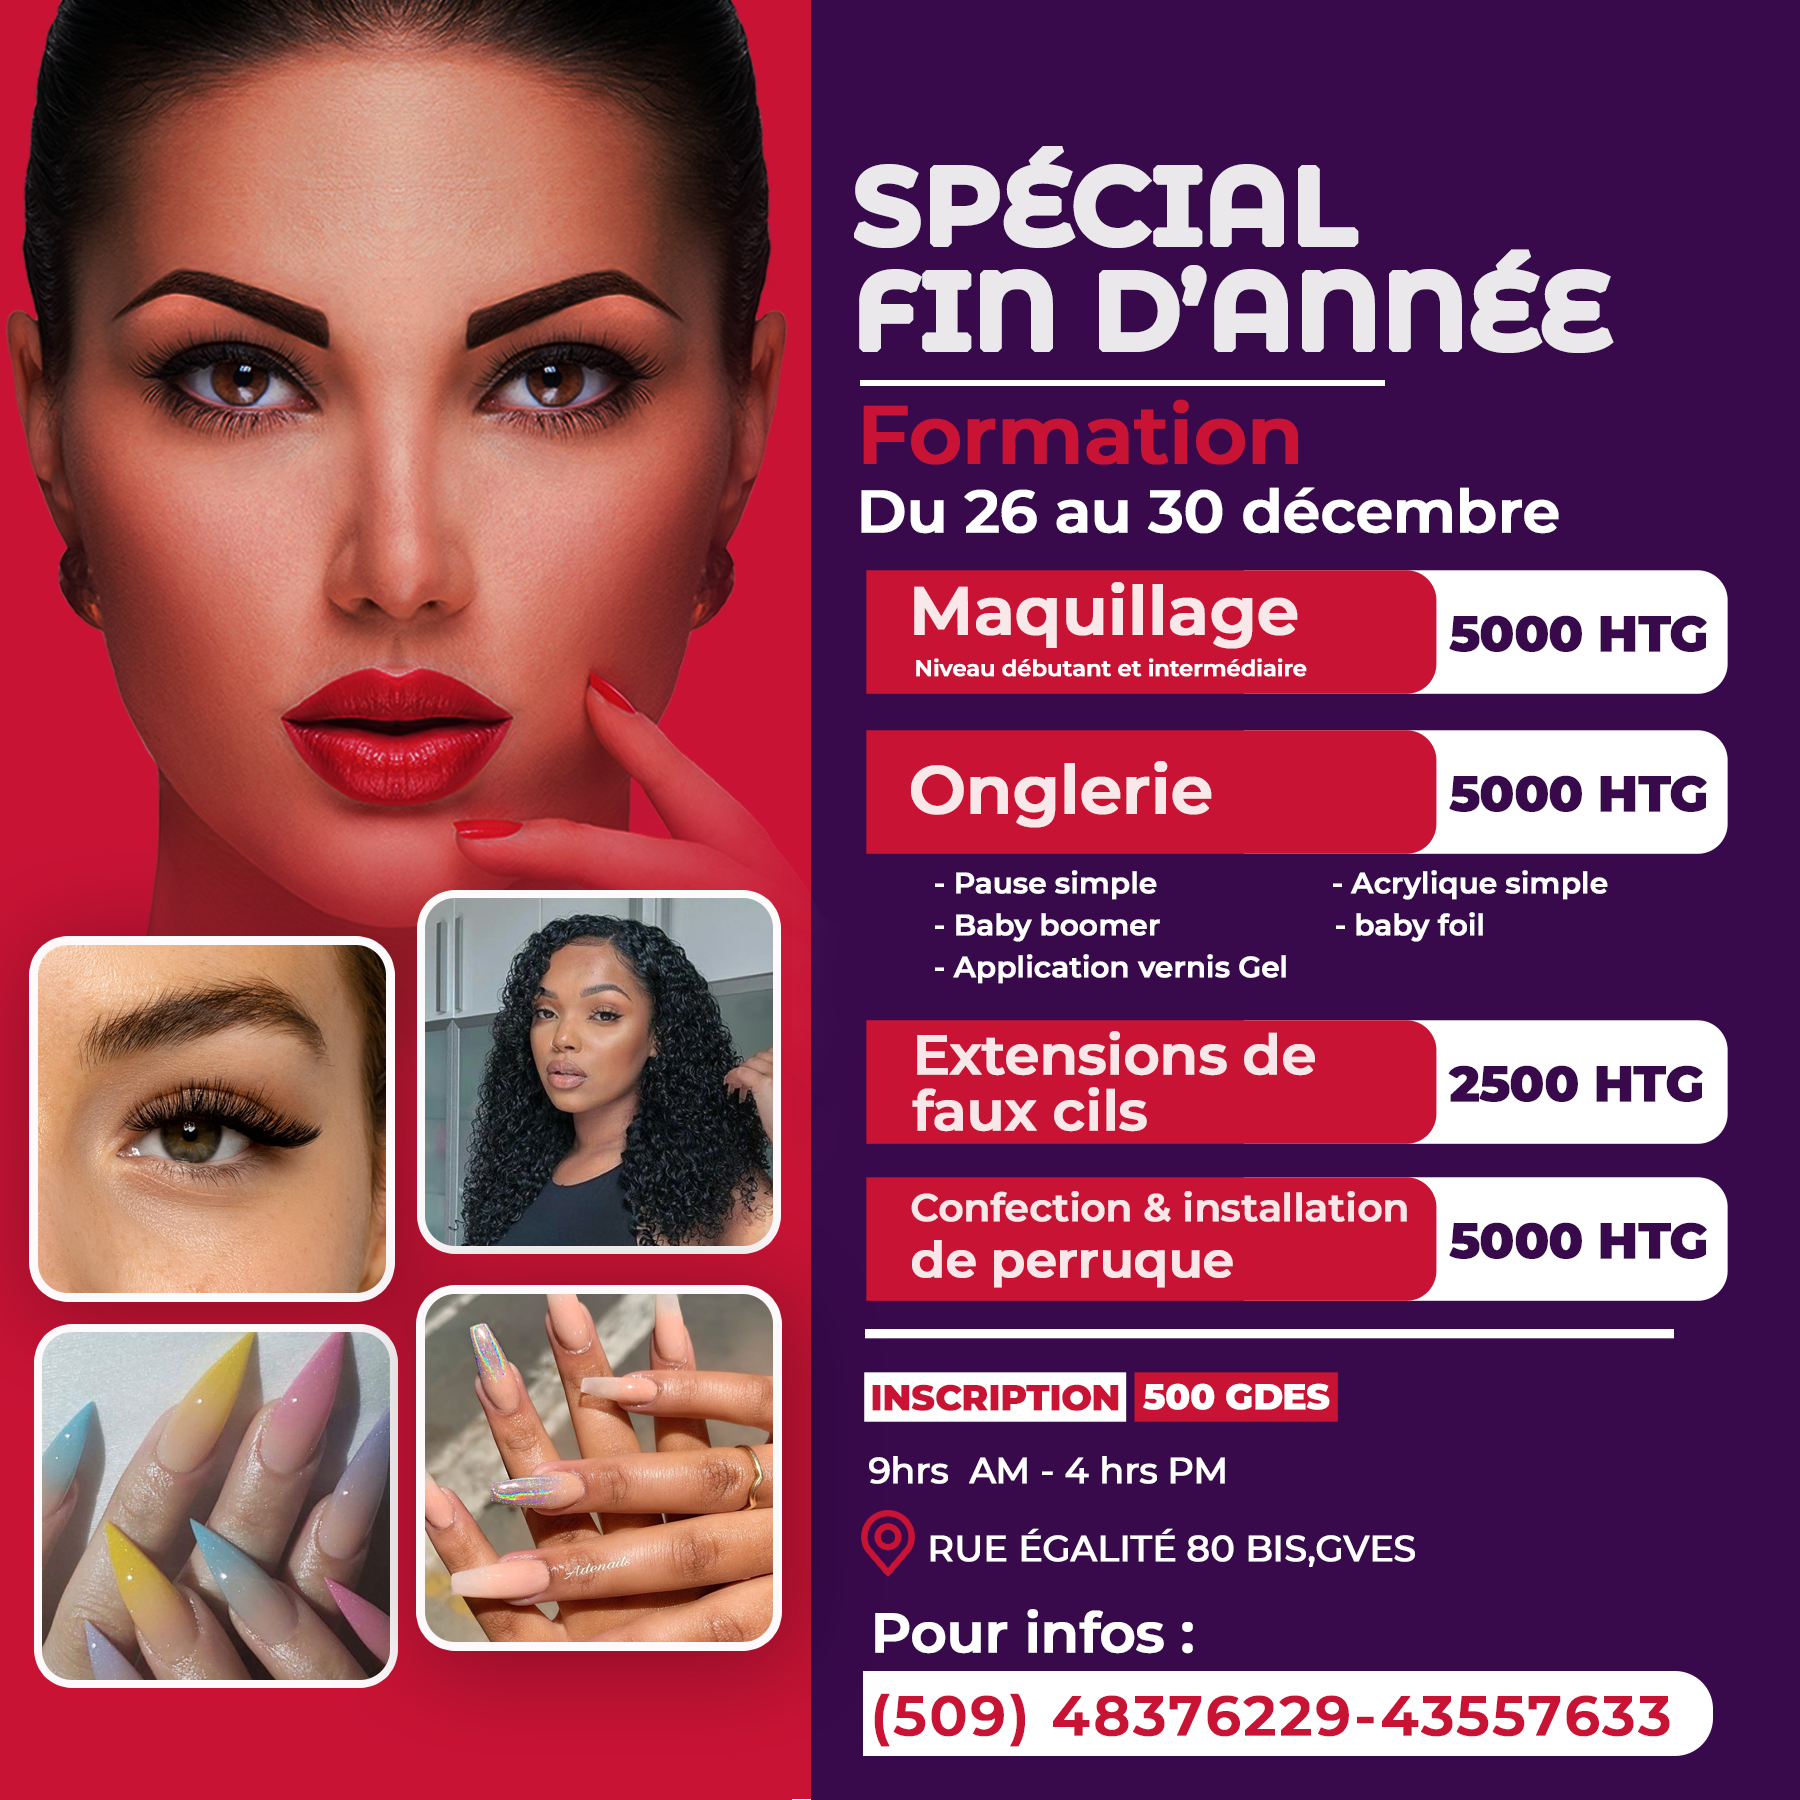 SPÉCIAL
FIN D'ANNÉE
Formation
Du 26 au 30 décembre
Maquillage
Niveau débutant et intermédiaire
5000 HTG
Onglerie
5000 HTG
- Pause simple
- Baby boomer
- Application vernis Gel
- Acrylique simple
- baby foil
Extensions de
faux cils
2500 HTG
Confection & installation
de perruque
5000 HTG
INSCRIPTION 500 GDES
9hrs AM - 4 hrs PM
RUE ÉGALITÉ 80 BIS,GVES
Pour infos :
(509) 48376229-43557633
Adenails